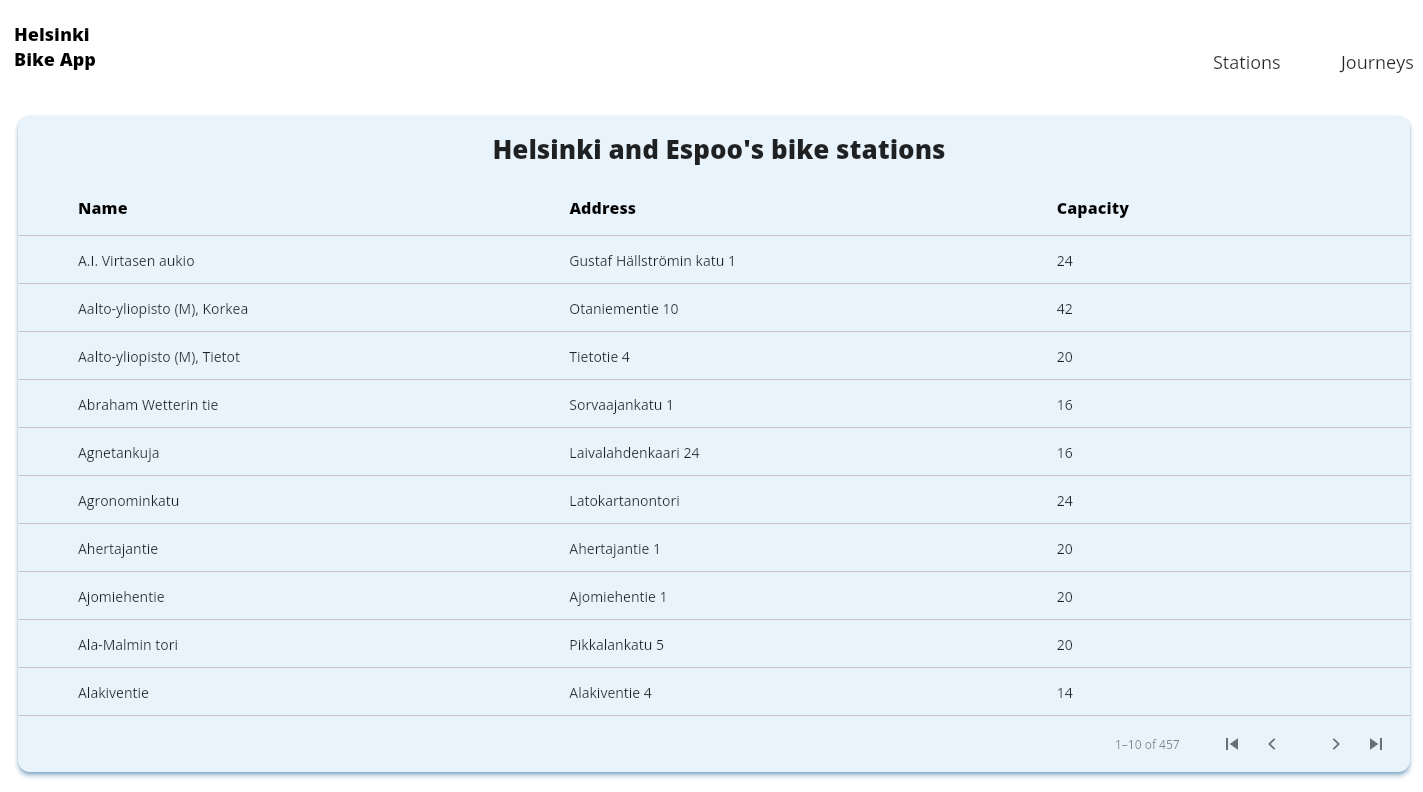 Helsinki
Bike App
Stations Journeys
Helsinki and Espoo's bike stations
Name Address Capacity
A.I. Virtasen aukio Gustaf Hällströmin katu 1 24
Aalto-yliopisto (M), Korkea Otaniementie 10 42
Aalto-yliopisto (M), Tietot Tietotie 4 20
Abraham Wetterin tie Sorvaajankatu 1 16
Agnetankuja Laivalahdenkaari 24 16
Agronominkatu Latokartanontori 24
Ahertajantie Ahertajantie 1 20
Ajomiehentie Ajomiehentie 1 20
Ala-Malmin tori Pikkalankatu 5 20
Alakiventie Alakiventie 4 14
1–10 of 457